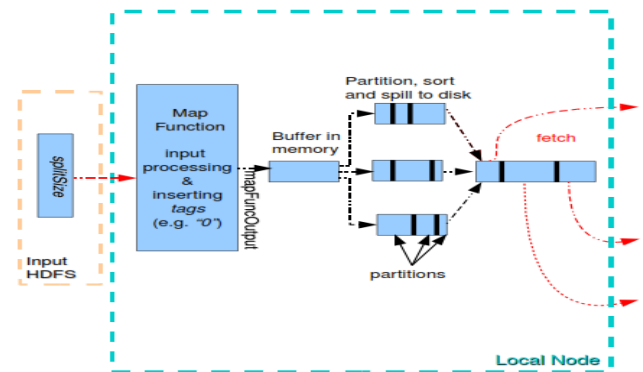 splitSize
Input
HDFS
Map
Function
input
processing
&
inserting
tags
(e.g. “0”)
mapFuncOutput
Buffer in
memory
Partition, sort
and spill to disk
partitions
fetch
Local Node